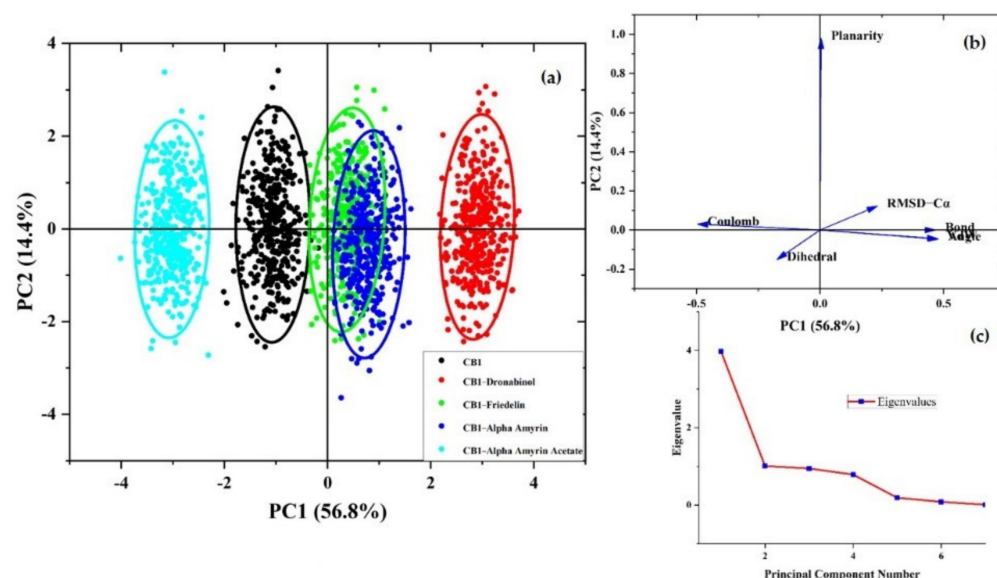 (a)
PC2 (14.4%)
4
2
0
-2
-4
-4
-2
0
2
4
PC1 (56.8%)
CB1
CB1-Dronabinol
CB1-Friedelin
CB1-Alpha Amyrin
CB1-Alpha Amyrin Acetate
(b)
PC2 (14.4%)
1.0
0.8
0.6
0.4
0.2
0.0
-0.2
Planarity
RMSD-Cα
Coulomb
Bond
Angle
Dihedral
-0.5
0.0
0.5
PC1 (56.8%)
(c)
Eigenvalue
4
2
0
Eigenvalues
2
4
6
Principal Component Number